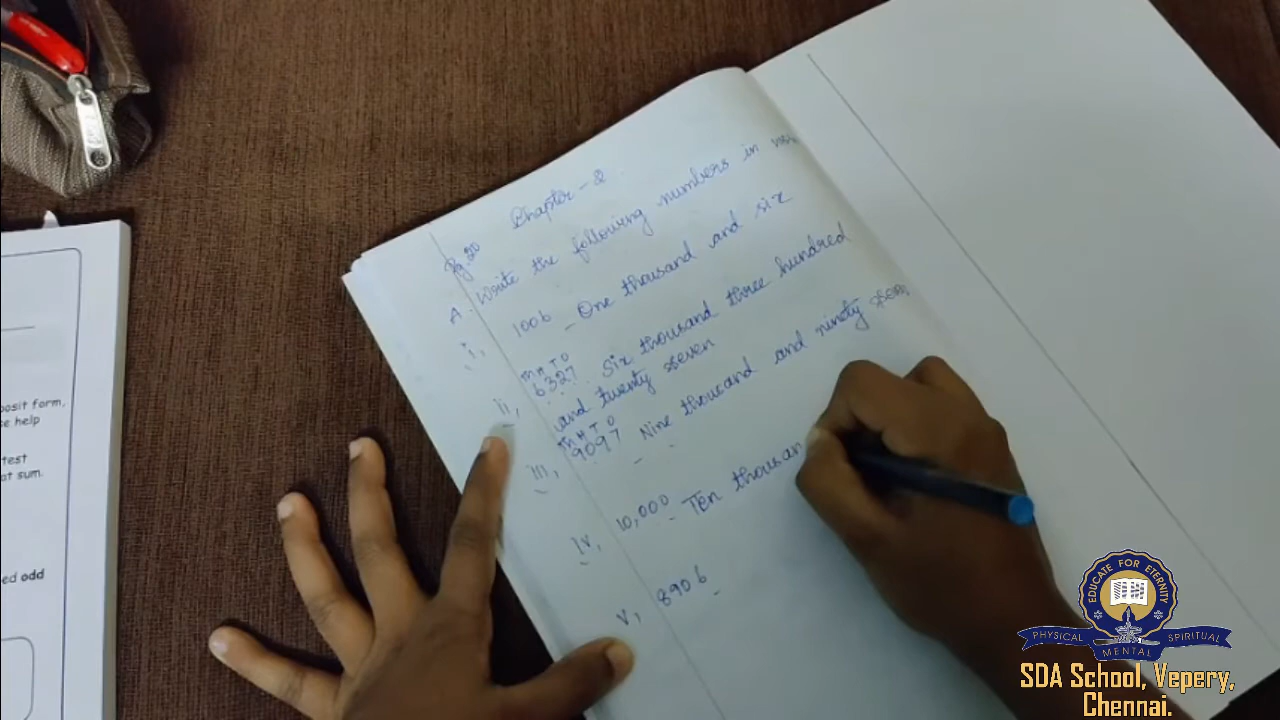 Chapter - 2
Pg.20
A. Write the following numbers in
i, 1006 - One thousand and six
Th H T O
ii, 6327 - Six thousand three hundred
and twenty seven
Th H T O
iii, 9097 - Nine thousand and ninety seven
iv, 10,000 - Ten thousan
v, 8906 -
posit form,
se help
test
at sum.
ed odd
EDUCATE FOR ETERNITY
PHYSICAL MENTAL SPIRITUAL
SDA School, Vepery,
Chennai.